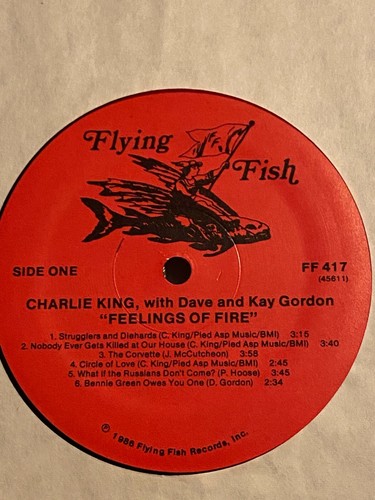 Flying
Fish
SIDE ONE
FF 417
(45611)
CHARLIE KING, with Dave and Kay Gordon
"FEELINGS OF FIRE"
1. Strugglers and Dieharde (C. King/Pied Asp Music/BMI) 3:15
2. Nobody Ever Gets Killed at Our House (C. King/Pied Asp Music/BMI) 3:40
3. The Corvette (J. McCutcheon) 3:58
4. Circle of Love (C. King/Pied Asp Music/BMI) 2:45
5. What if the Russians Don't Come? (P. Hoose) 3:45
6. Bennie Green Owes You One (D. Gordon) 2:34
℗ 1986 Flying Fish Records, Inc.